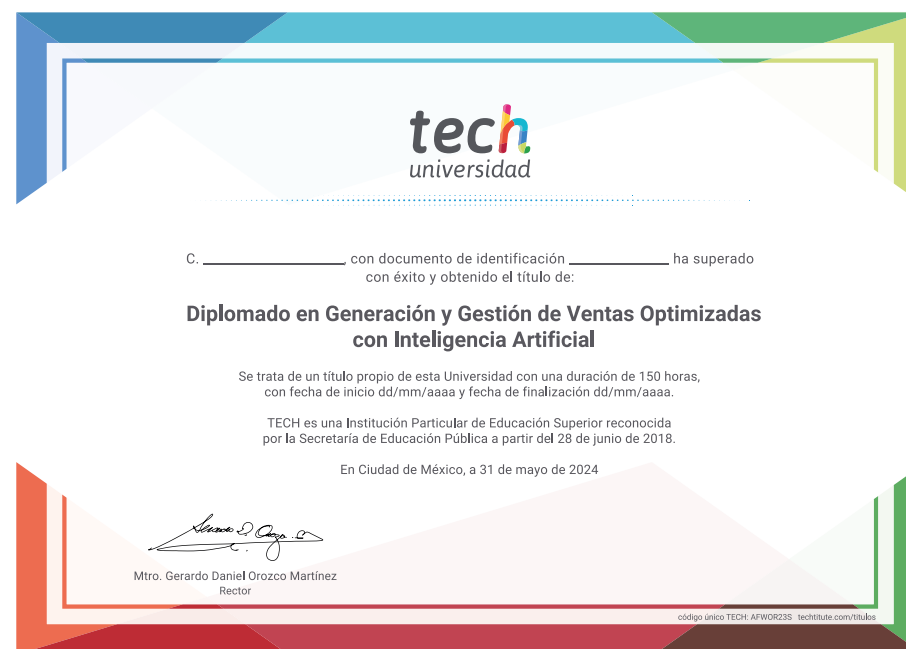 tech
universidad
C. ____________, con documento de identificación ____________ ha superado
con éxito y obtenido el título de:
Diplomado en Generación y Gestión de Ventas Optimizadas
con Inteligencia Artificial
Se trata de un título propio de esta Universidad con una duración de 150 horas,
con fecha de inicio dd/mm/aaaa y fecha de finalización dd/mm/aaaa.
TECH es una Institución Particular de Educación Superior reconocida
por la Secretaría de Educación Pública a partir del 28 de junio de 2018.
En Ciudad de México, a 31 de mayo de 2024
Mtro. Gerardo Daniel Orozco Martínez
Rector
código único TECH: AFWOR23S techtitute.com/titulos